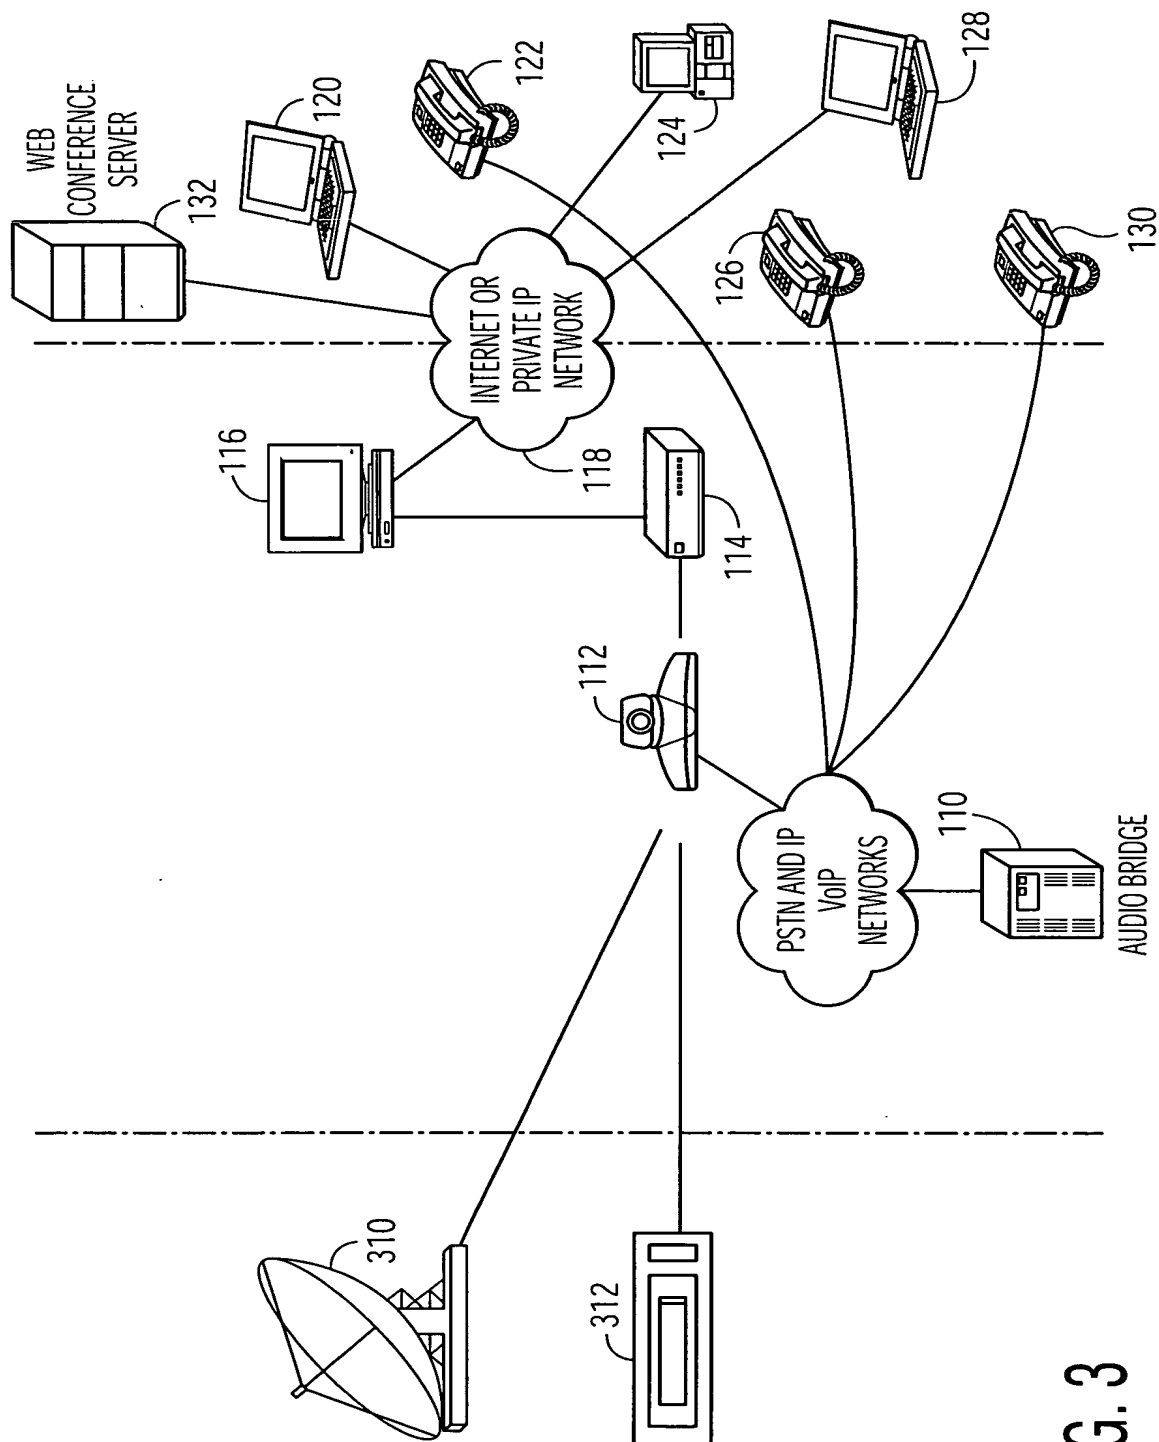 WEB
CONFERENCE
SERVER
132
120
122
124
128
126
130
INTERNET OR
PRIVATE IP
NETWORK
118
116
114
112
PSTN AND IP
VoIP
NETWORKS
110
AUDIO BRIDGE
310
312
G. 3